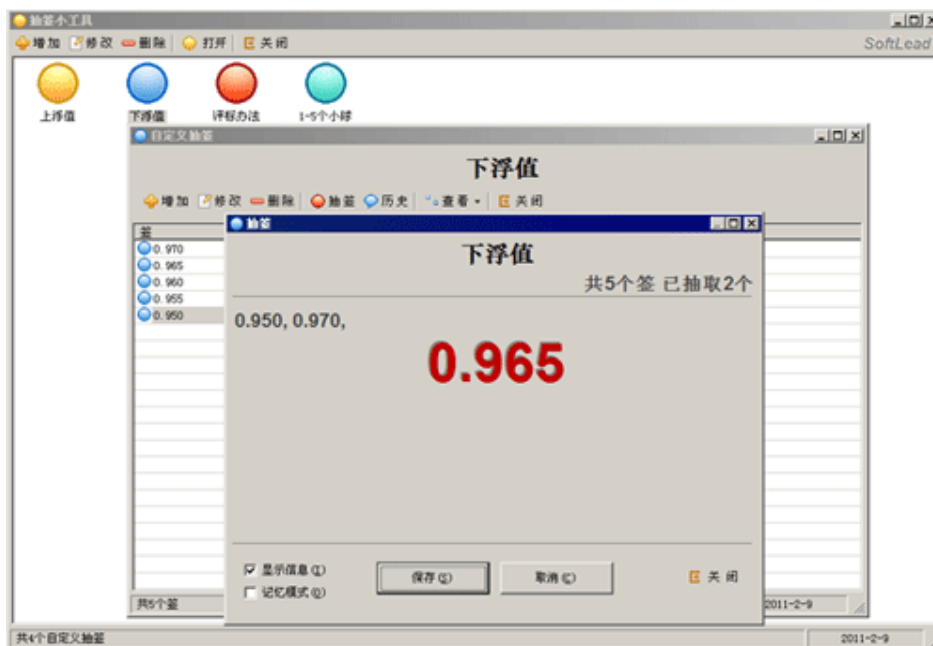 抽签小工具
增加 修改 删除 打开 关闭
SoftLead
上浮值 下浮值 评标办法 1-5个小球
自定义抽签
下浮值
增加 修改 删除 抽签 历史 查看 关闭
签
0.970
0.965
0.960
0.955
0.950
抽签
下浮值
共5个签 已抽取2个
0.950, 0.970,
0.965
显示信息(I)
记忆模式(O)
保存(S) 取消(C) 关闭
共5个签 2011-2-9
共4个自定义抽签 2011-2-9